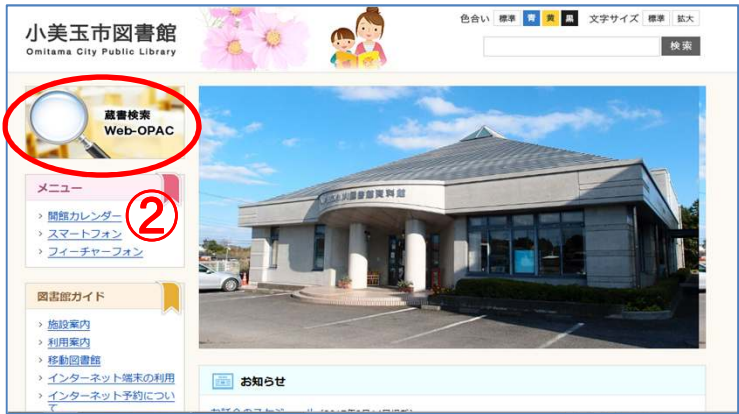 小美玉市図書館
Omitama City Public Library
色合い 標準 青 黄 黒 文字サイズ 標準 拡大
検索
蔵書検索
Web-OPAC
メニュー
開館カレンダー
スマートフォン
フィーチャーフォン
②
図書館ガイド
施設案内
利用案内
移動図書館
インターネット端末の利用
インターネット予約につい
て
お知らせ